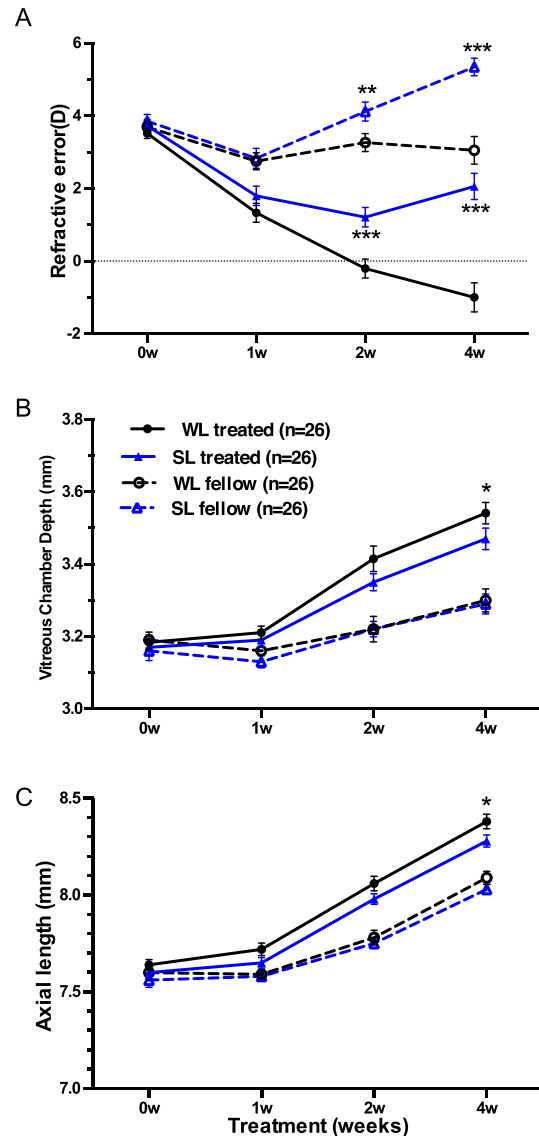 A
Refractive error(D)
6
4
2
0
-2
**
***
***
***
0w 1w 2w 4w
B
Vitreous Chamber Depth (mm)
3.8
3.6
3.4
3.2
3.0
WL treated (n=26)
SL treated (n=26)
WL fellow (n=26)
SL fellow (n=26)
*
0w 1w 2w 4w
C
Axial length (mm)
8.5
8.0
7.5
7.0
*
0w 1w 2w 4w
Treatment (weeks)